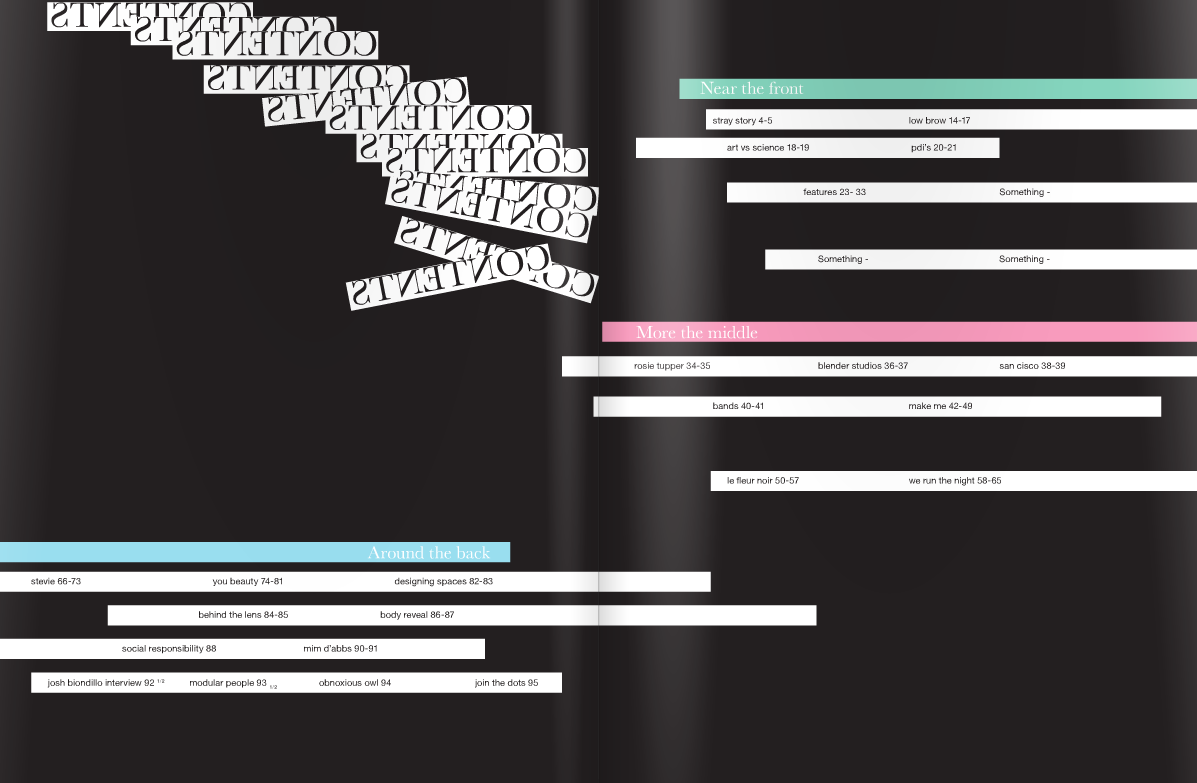 CONTENTS
CONTENTS
CONTENTS
CONTENTS
CONTENTS
CONTENTS
CONTENTS
CONTENTS
CONTENTS
CONTENTS
CONTENTS
CONTENTS
Near the front
stray story 4-5 low brow 14-17
art vs science 18-19 pdi's 20-21
features 23- 33 Something -
Something - Something -
More the middle
rosie tupper 34-35 blender studios 36-37 san cisco 38-39
bands 40-41 make me 42-49
le fleur noir 50-57 we run the night 58-65
Around the back
stevie 66-73 you beauty 74-81 designing spaces 82-83
behind the lens 84-85 body reveal 86-87
social responsibility 88 mim d'abbs 90-91
josh biondillo interview 92 1/2 modular people 93 1/2 obnoxious owl 94 join the dots 95